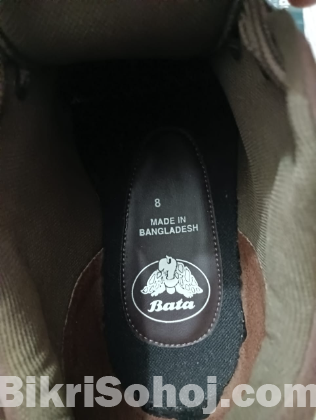 8
MADE IN
BANGLADESH
Bata
BikriSohoj.com